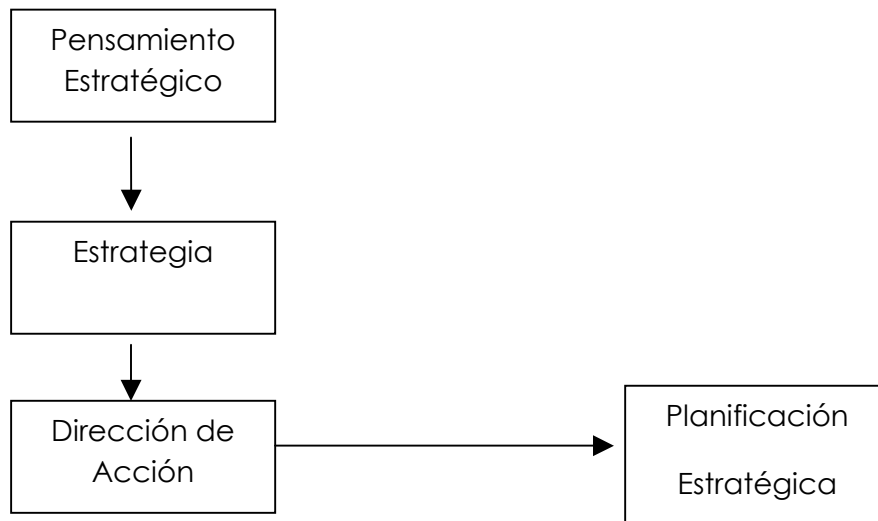 Pensamiento
Estratégico
Estrategia
Dirección de
Acción
Planificación
Estratégica